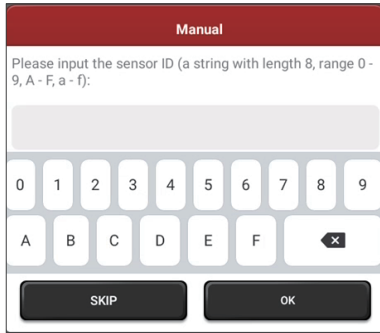 Manual
Please input the sensor ID (a string with length 8, range 0 -
9, A - F, a - f):
0 1 2 3 4 5 6 7 8 9
A B C D E F
SKIP OK